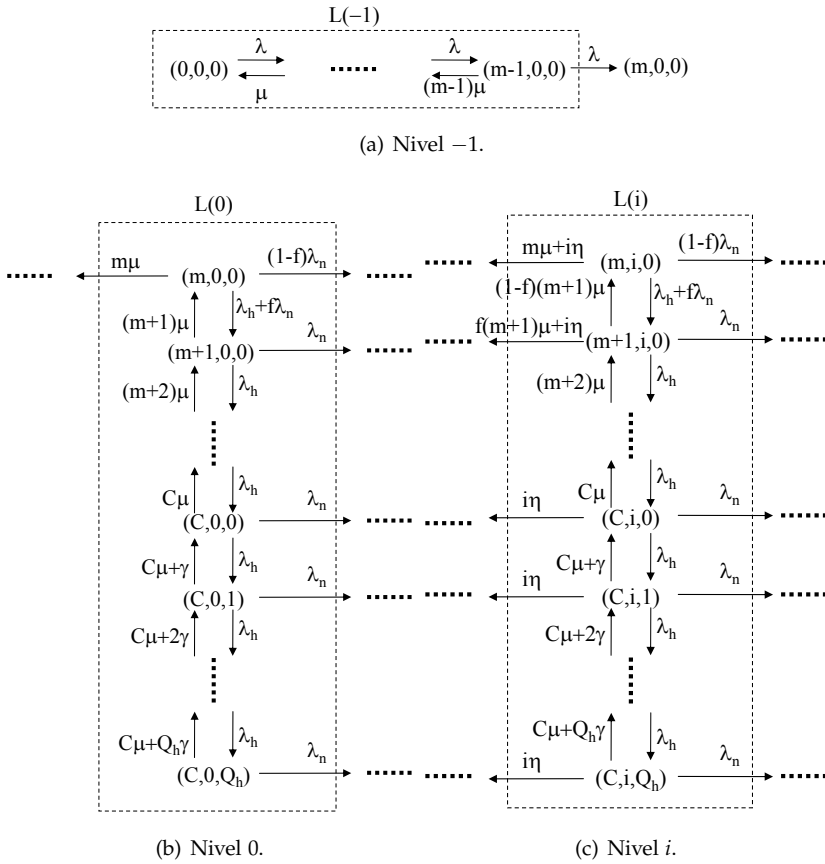 L(−1)
λ λ λ
(0,0,0) ...... (m-1,0,0) (m,0,0)
μ (m-1)μ
(a) Nivel −1.
L(0) L(i)
mμ (1-f)λn mμ+iη (1-f)λn
...... (m,0,0) ...... ...... (m,i,0) ......
(m+1)μ λh+fλn (1-f)(m+1)μ λh+fλn
λn f(m+1)μ+iη λn
(m+1,0,0) ...... ...... (m+1,i,0) ......
(m+2)μ λh (m+2)μ λh
...... ......
Cμ λh Cμ λh
λn iη λn
(C,0,0) ...... ...... (C,i,0) ......
Cμ+γ λh Cμ+γ λh
λn iη λn
(C,0,1) ...... ...... (C,i,1) ......
Cμ+2γ λh Cμ+2γ λh
...... ......
Cμ+Qhγ λh Cμ+Qhγ λh
λn iη λn
(C,0,Qh) ...... ...... (C,i,Qh) ......
(b) Nivel 0. (c) Nivel i.